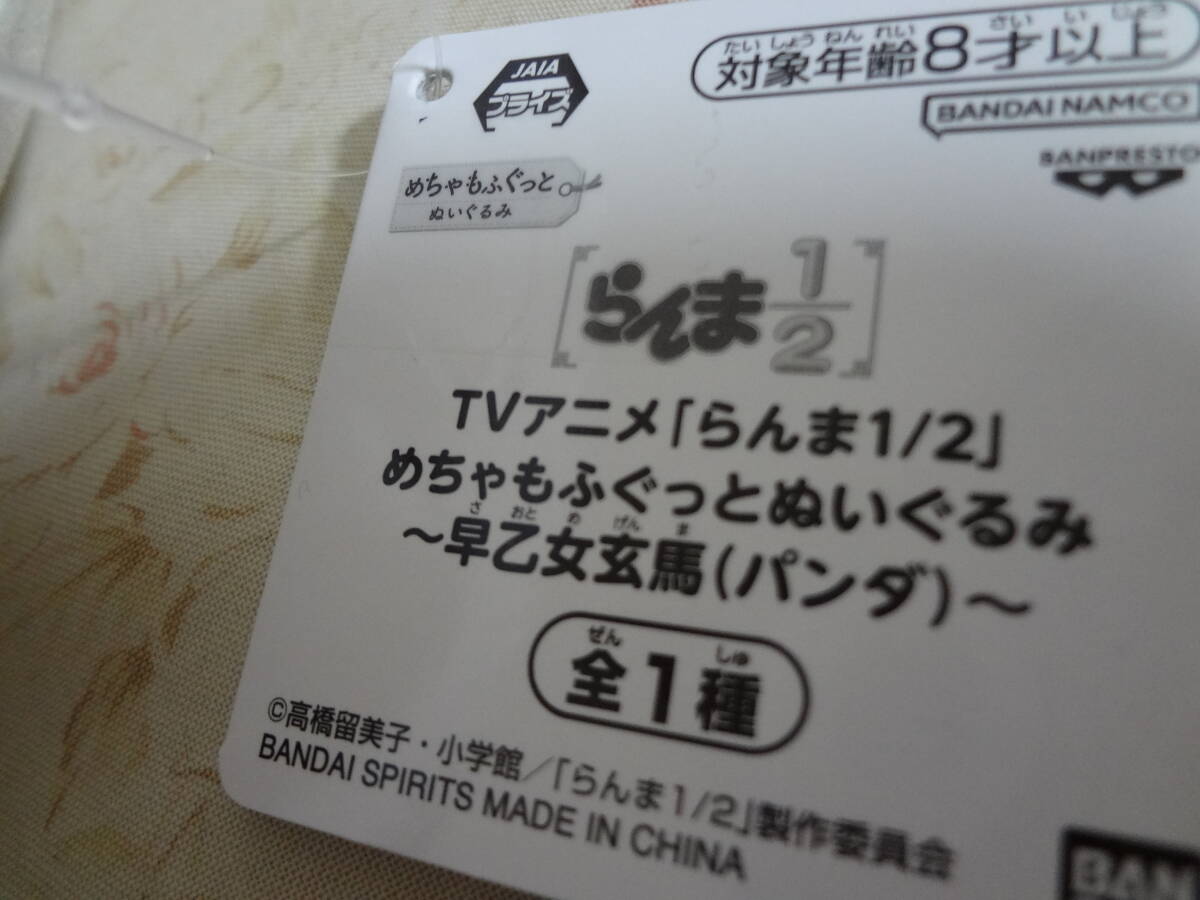 JAIA
プライズ
たいしょうねんれい さい いじょう
対象年齢8才以上
BANDAI NAMCO
BANPRESTO
めちゃもふぐっと
ぬいぐるみ
らんま1/2
TVアニメ「らんま1/2」
めちゃもふぐっとぬいぐるみ
さおとめげんま
~早乙女玄馬(パンダ)~
ぜん しゅ
全1種
©高橋留美子・小学館/「らんま1/2」製作委員会
BANDAI SPIRITS MADE IN CHINA
BAN